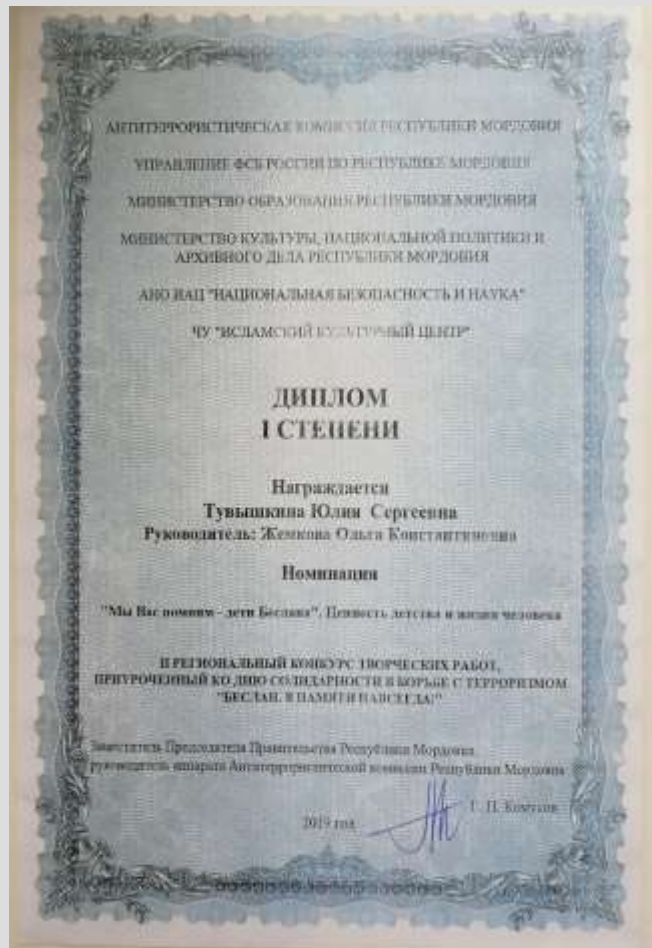 АНТИТЕРРОРИСТИЧЕСКАЯ КОМИССИЯ РЕСПУБЛИКИ МОРДОВИЯ
УПРАВЛЕНИЕ ФСБ РОССИИ ПО РЕСПУБЛИКЕ МОРДОВИЯ
МИНИСТЕРСТВО ОБРАЗОВАНИЯ РЕСПУБЛИКИ МОРДОВИЯ
МИНИСТЕРСТВО КУЛЬТУРЫ, НАЦИОНАЛЬНОЙ ПОЛИТИКИ И
АРХИВНОГО ДЕЛА РЕСПУБЛИКИ МОРДОВИЯ
АНО НАЦ "НАЦИОНАЛЬНАЯ БЕЗОПАСНОСТЬ И НАУКА"
ЧУ "ИСЛАМСКИЙ КУЛЬТУРНЫЙ ЦЕНТР"
ДИПЛОМ
I СТЕПЕНИ
Награждается
Тувышкина Юлия Сергеевна
Руководитель: Жемкова Ольга Константиновна
Номинация
"Мы Вас помним - дети Беслана". Ценность детства и жизни человека
II РЕГИОНАЛЬНЫЙ КОНКУРС ТВОРЧЕСКИХ РАБОТ,
ПРИУРОЧЕННЫЙ КО ДНЮ СОЛИДАРНОСТИ В БОРЬБЕ С ТЕРРОРИЗМОМ
"БЕСЛАН. В ПАМЯТИ НАВСЕГДА!"
Заместитель Председателя Правительства Республики Мордовия
руководитель аппарата Антитеррористической комиссии Республики Мордовия
2019 год